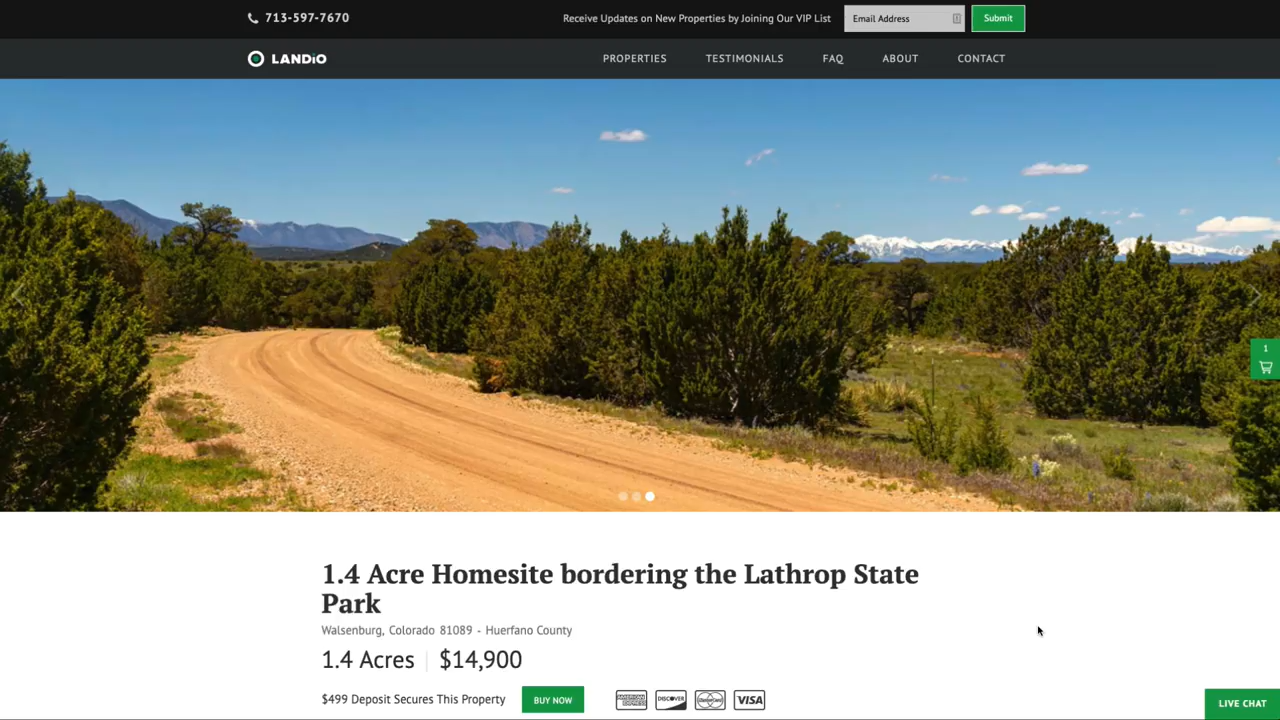 713-597-7670
Receive Updates on New Properties by Joining Our VIP List
Email Address
Submit
LANDiO
PROPERTIES
TESTIMONIALS
FAQ
ABOUT
CONTACT
1
1.4 Acre Homesite bordering the Lathrop State
Park
Walsenburg, Colorado 81089 - Huerfano County
1.4 Acres | $14,900
$499 Deposit Secures This Property
BUY NOW
AMERICAN EXPRESS
DISCOVER
VISA
LIVE CHAT